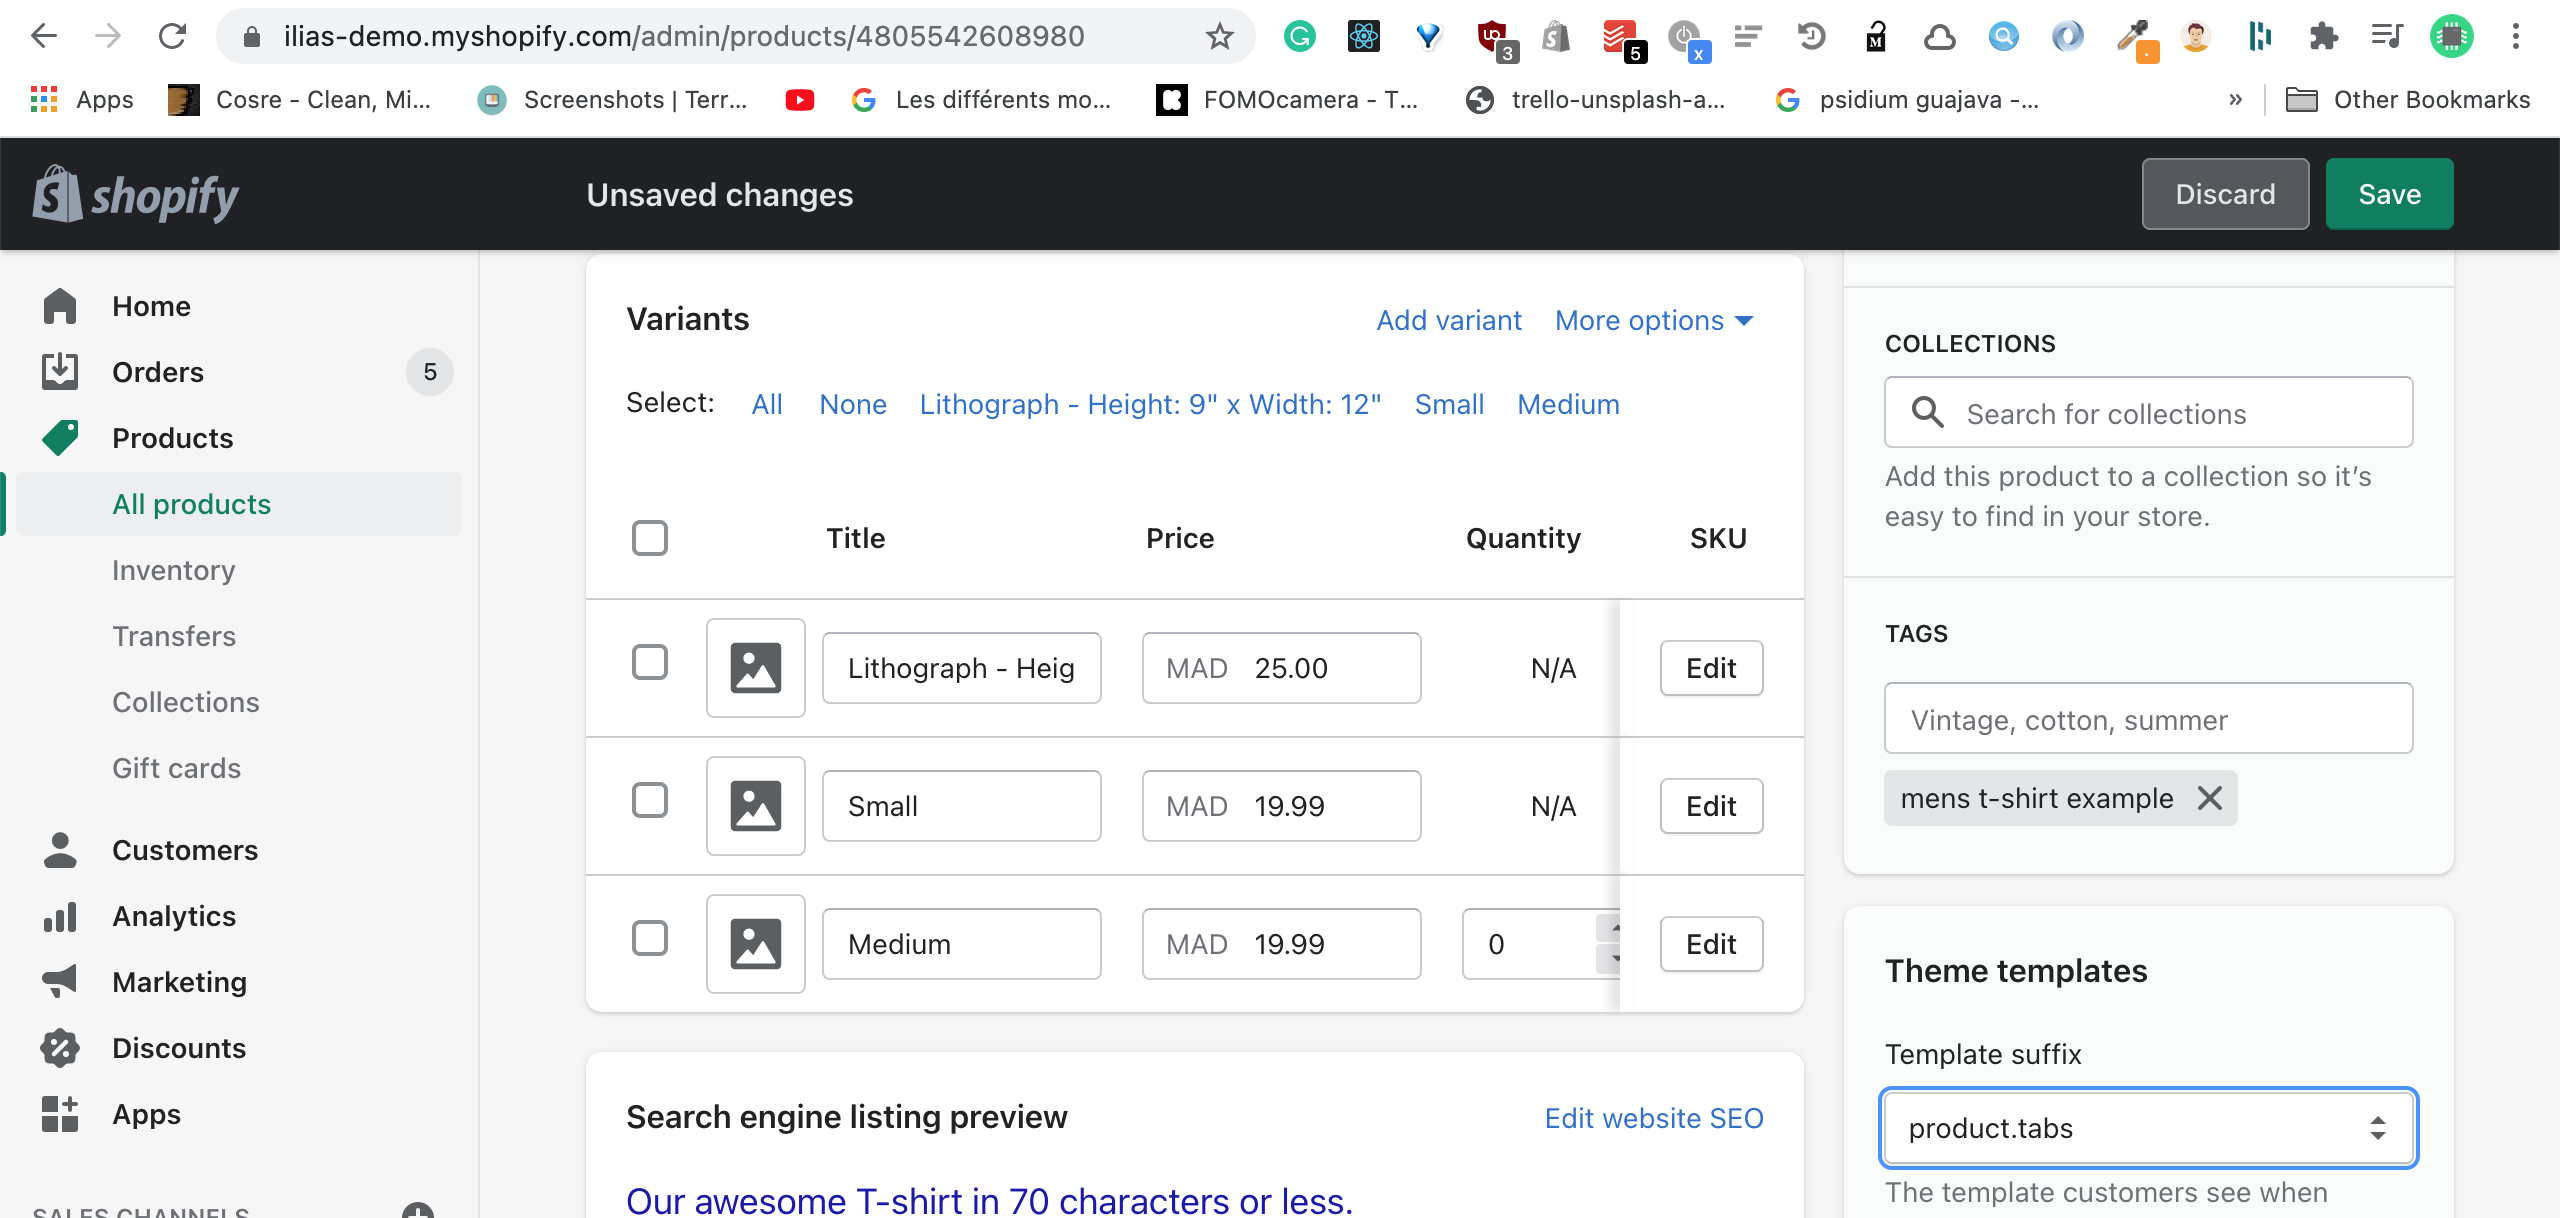 ilias-demo.myshopify.com/admin/products/4805542608980
3
5
x
Apps
Cosre - Clean, Mi...
Screenshots | Terr...
Les différents mo...
FOMOcamera - T...
trello-unsplash-a...
psidium guajava -...
»
Other Bookmarks
shopify
Unsaved changes
Discard
Save
Home
Orders
5
Products
All products
Inventory
Transfers
Collections
Gift cards
Customers
Analytics
Marketing
Discounts
Apps
SALES CHANNELS
Variants
Add variant
More options
Select: All None Lithograph - Height: 9" x Width: 12" Small Medium
Title Price Quantity SKU
Lithograph - Heig MAD 25.00 N/A Edit
Small MAD 19.99 N/A Edit
Medium MAD 19.99 0 Edit
Search engine listing preview
Edit website SEO
Our awesome T-shirt in 70 characters or less.
COLLECTIONS
Search for collections
Add this product to a collection so it's
easy to find in your store.
TAGS
Vintage, cotton, summer
mens t-shirt example
Theme templates
Template suffix
product.tabs
The template customers see when